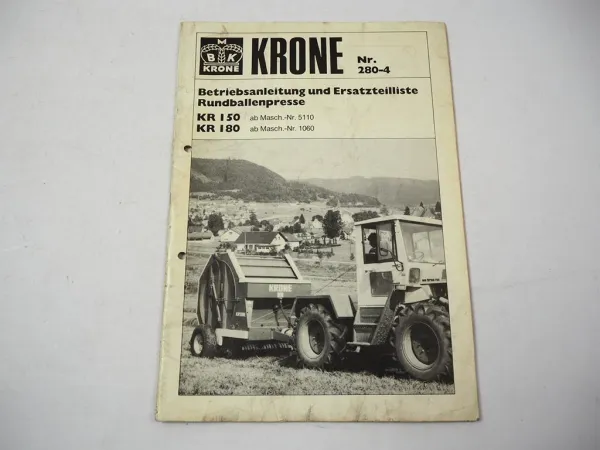 M
B K
KRONE
KRONE Nr.
280-4
Betriebsanleitung und Ersatzteilliste
Rundballenpresse
KR 150 ab Masch.-Nr. 5110
KR 180 ab Masch.-Nr. 1060
KRONE